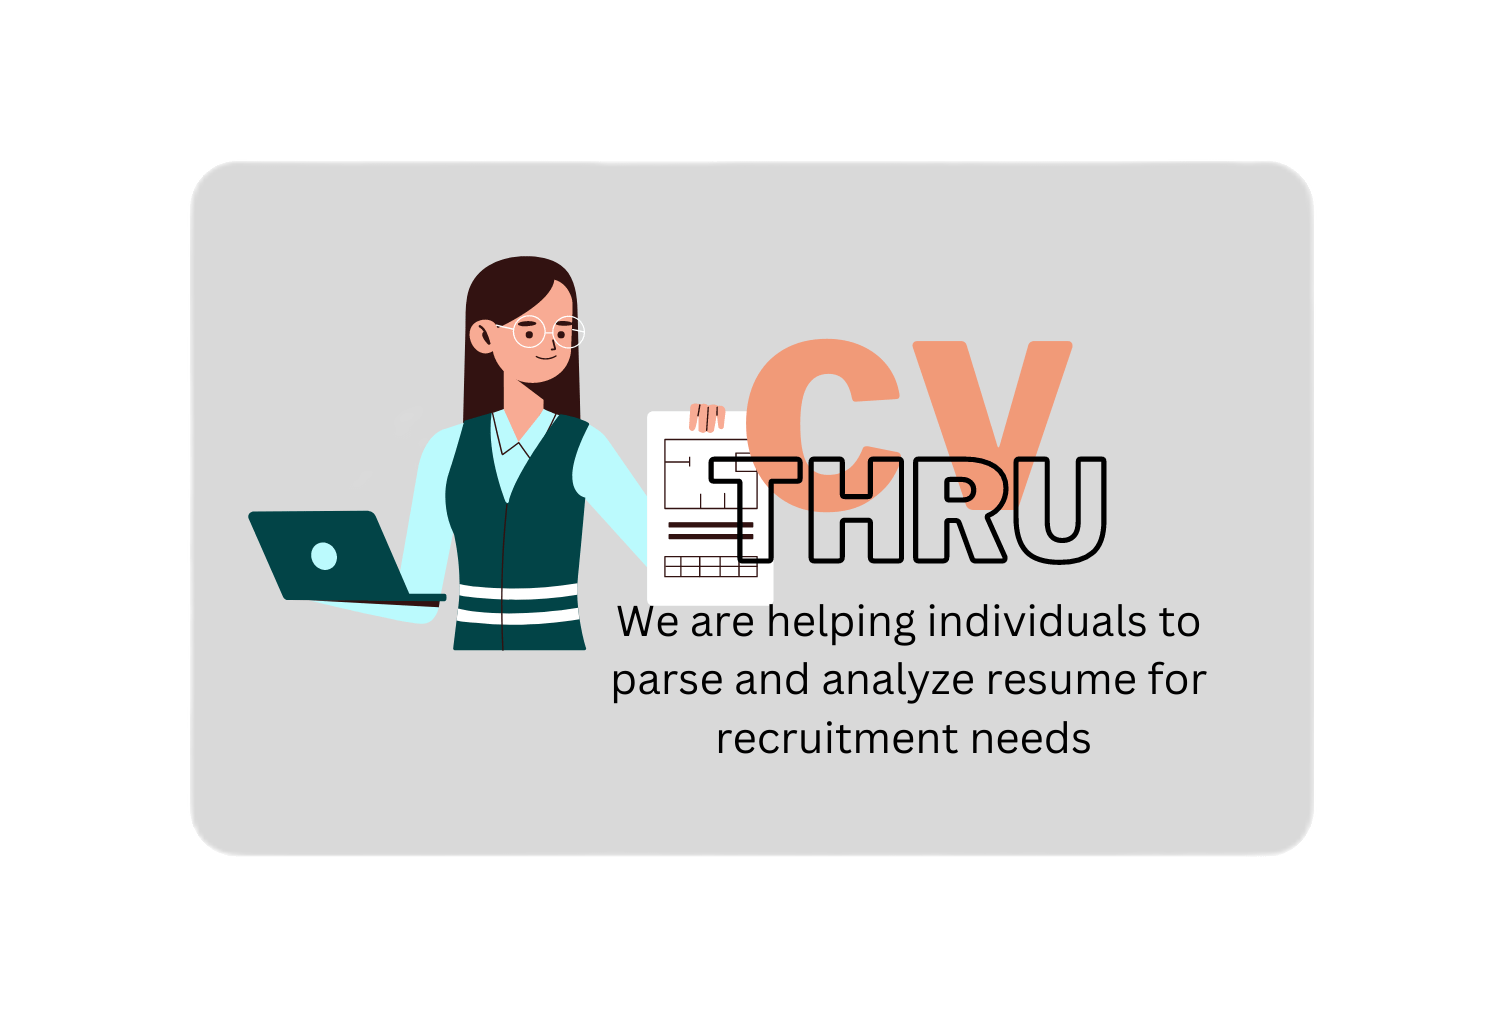 CV
THRU
We are helping individuals to
parse and analyze resume for
recruitment needs